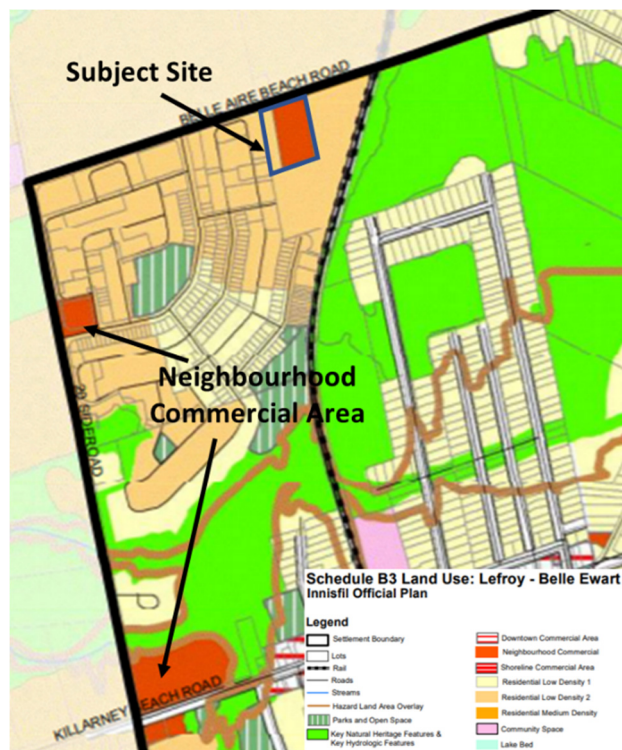 Subject Site
BELLE AIRE BEACH ROAD
Neighbourhood
Commercial Area
20 SIDEROAD
KILLARNEY BEACH ROAD
Schedule B3 Land Use: Lefroy - Belle Ewart
Innisfil Official Plan
Legend
Settlement Boundary
Lots
Rail
Roads
Streams
Hazard Land Area Overlay
Parks and Open Space
Key Natural Heritage Features &
Key Hydrologic Features
Downtown Commercial Area
Neighbourhood Commercial
Shoreline Commercial Area
Residential Low Density 1
Residential Low Density 2
Residential Medium Density
Community Space
Lake Bed